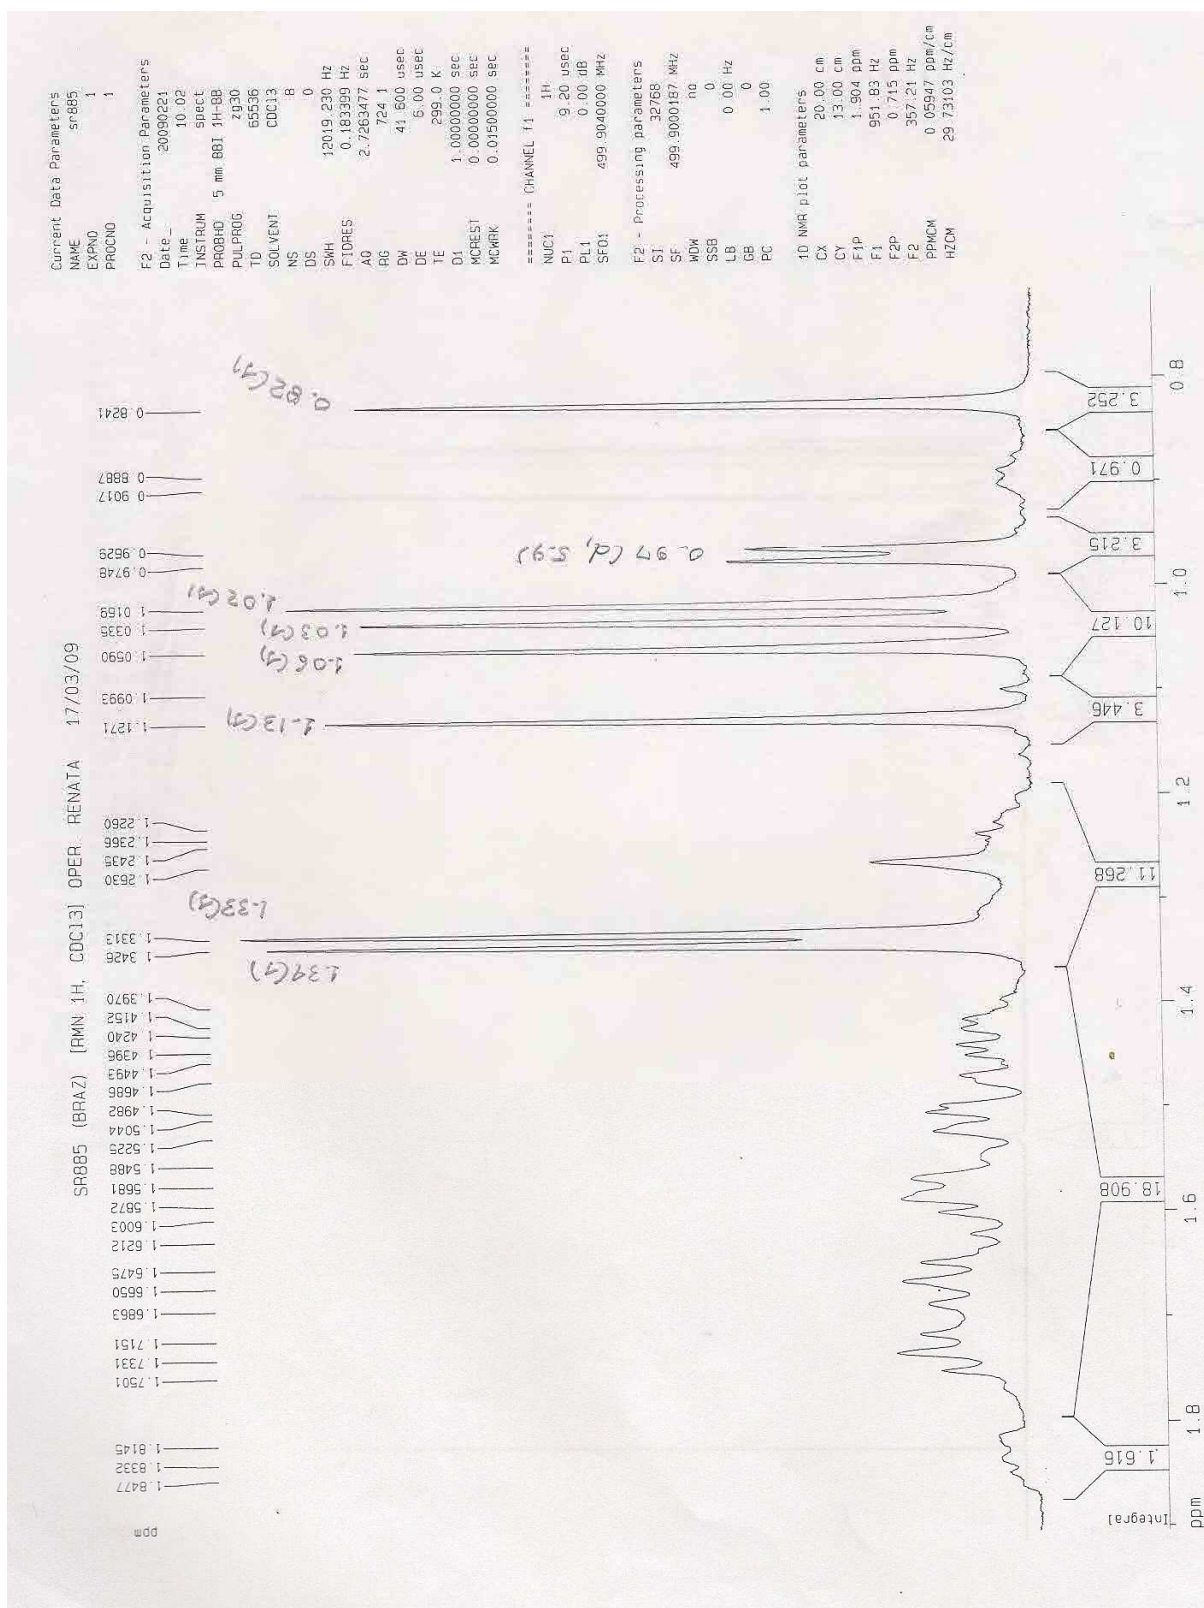 SR885 (BRAZ) [RMN 1H, CDCl3] OPER. RENATA 17/03/09
ppm
1.8477
1.8332
1.8145
1.7501
1.7331
1.7151
1.6863
1.6650
1.6475
1.6212
1.6003
1.5872
1.5681
1.5488
1.5225
1.5044
1.4982
1.4686
1.4493
1.4396
1.4240
1.4152
1.3970
1.3426
1.3313
1.2630
1.2435
1.2366
1.2260
1.1271
1.0993
1.0590
1.0335
1.0169
0.9748
0.9629
0.9017
0.8887
0.8241
1.34(s)
1.33(s)
1.13(s)
1.06(s)
1.03(s)
1.02(s)
0.97 (d, 5.95
0.82(s)
Integral
1.616
18.908
11.268
3.446
10.127
3.215
0.971
3.252
ppm
1.8
1.6
1.4
1.2
1.0
0.8
Current Data Parameters
NAME sr885
EXPNO 1
PROCNO 1
F2 - Acquisition Parameters
Date_ 20090221
Time 10.02
INSTRUM spect
PROBHD 5 mm BBI 1H-BB
PULPROG zg30
TD 65536
SOLVENT CDCl3
NS 8
DS 0
SWH 12019.230 Hz
FIDRES 0.183399 Hz
AQ 2.7263477 sec
RG 724.1
DW 41.600 usec
DE 6.00 usec
TE 299.0 K
D1 1.00000000 sec
MCREST 0.00000000 sec
MCWRK 0.01500000 sec
======== CHANNEL f1 ========
NUC1 1H
P1 9.20 usec
PL1 0.00 dB
SFO1 499.9040000 MHz
F2 - Processing parameters
SI 32768
SF 499.9000187 MHz
WDW no
SSB 0
LB 0.00 Hz
GB 0
PC 1.00
1D NMR plot parameters
CX 20.00 cm
CY 13.00 cm
F1P 1.904 ppm
F1 951.83 Hz
F2P 0.715 ppm
F2 357.21 Hz
PPMCM 0.05947 ppm/cm
HZCM 29.73103 Hz/cm